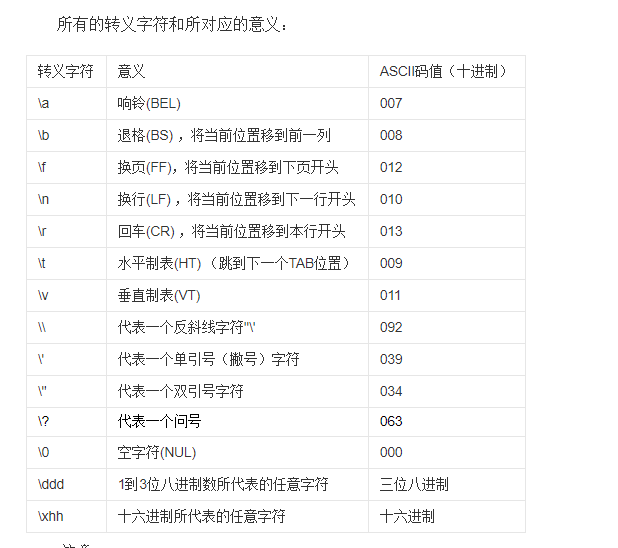 所有的转义字符和所对应的意义：
转义字符 意义 ASCII码值（十进制）
\a 响铃(BEL) 007
\b 退格(BS) ，将当前位置移到前一列 008
\f 换页(FF)，将当前位置移到下页开头 012
\n 换行(LF) ，将当前位置移到下一行开头 010
\r 回车(CR) ，将当前位置移到本行开头 013
\t 水平制表(HT) （跳到下一个TAB位置） 009
\v 垂直制表(VT) 011
\\ 代表一个反斜线字符"\' 092
\' 代表一个单引号（撇号）字符 039
\" 代表一个双引号字符 034
\? 代表一个问号 063
\0 空字符(NUL) 000
\ddd 1到3位八进制数所代表的任意字符 三位八进制
\xhh 十六进制所代表的任意字符 十六进制